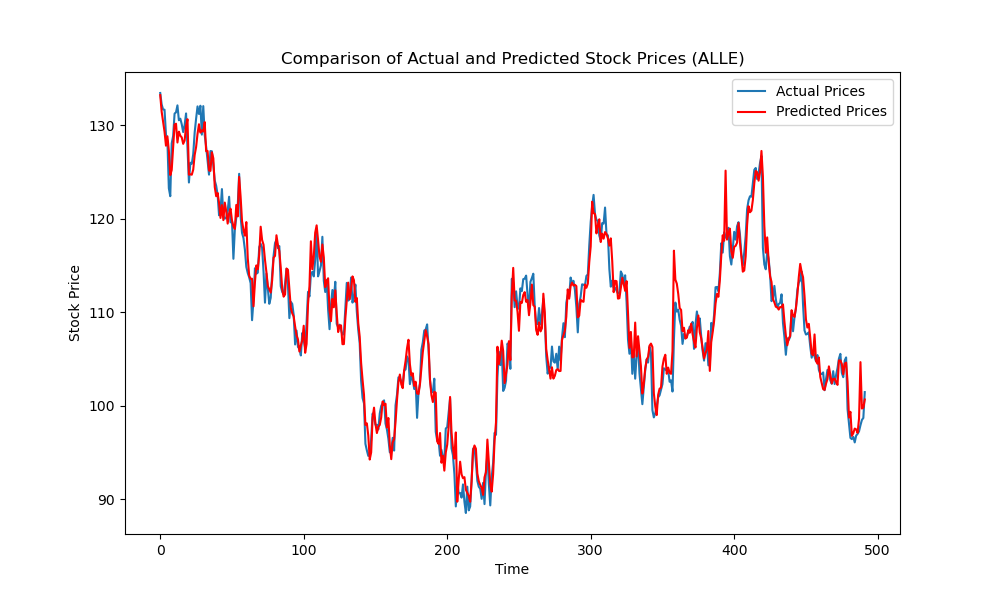 Comparison of Actual and Predicted Stock Prices (ALLE)
Actual Prices
Predicted Prices
Stock Price
130
120
110
100
90
0
100
200
300
400
500
Time